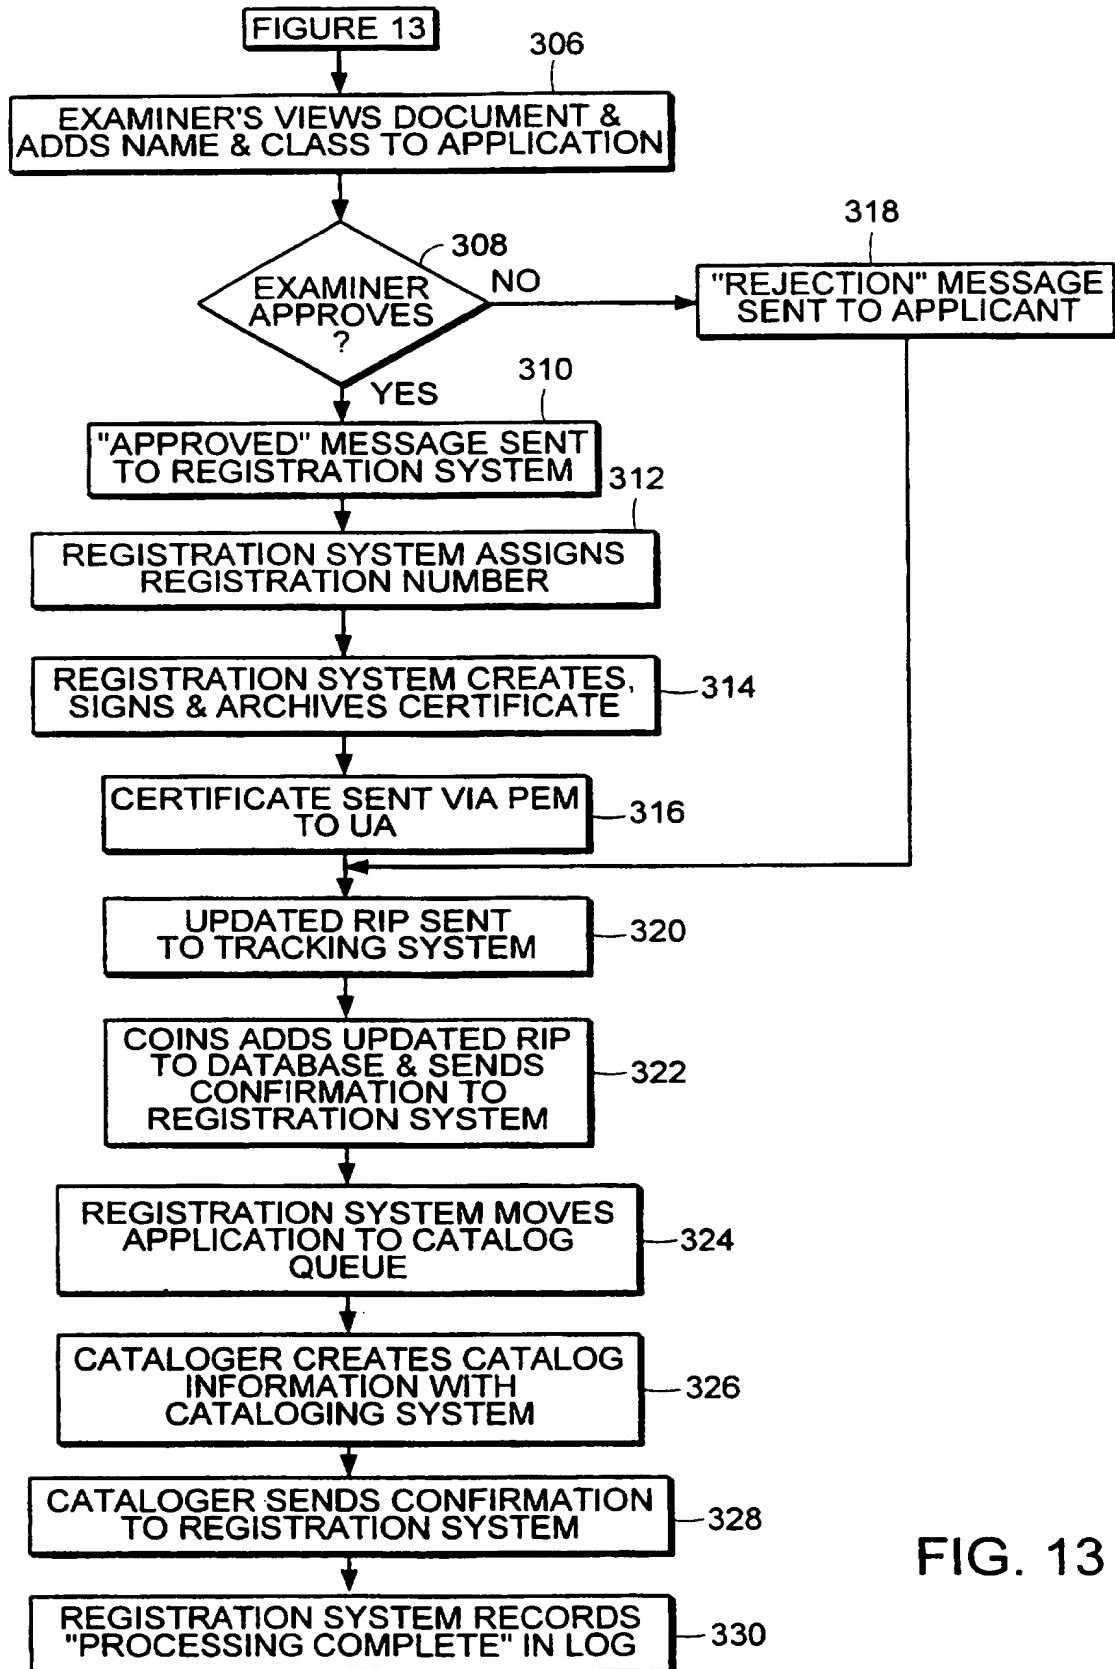 FIGURE 13
306
EXAMINER'S VIEWS DOCUMENT &
ADDS NAME & CLASS TO APPLICATION
308
EXAMINER
APPROVES
?
NO
318
"REJECTION" MESSAGE
SENT TO APPLICANT
YES
310
"APPROVED" MESSAGE SENT
TO REGISTRATION SYSTEM
312
REGISTRATION SYSTEM ASSIGNS
REGISTRATION NUMBER
REGISTRATION SYSTEM CREATES,
SIGNS & ARCHIVES CERTIFICATE
314
CERTIFICATE SENT VIA PEM
TO UA
316
UPDATED RIP SENT
TO TRACKING SYSTEM
320
COINS ADDS UPDATED RIP
TO DATABASE & SENDS
CONFIRMATION TO
REGISTRATION SYSTEM
322
REGISTRATION SYSTEM MOVES
APPLICATION TO CATALOG
QUEUE
324
CATALOGER CREATES CATALOG
INFORMATION WITH
CATALOGING SYSTEM
326
CATALOGER SENDS CONFIRMATION
TO REGISTRATION SYSTEM
328
REGISTRATION SYSTEM RECORDS
"PROCESSING COMPLETE" IN LOG
330
FIG. 13